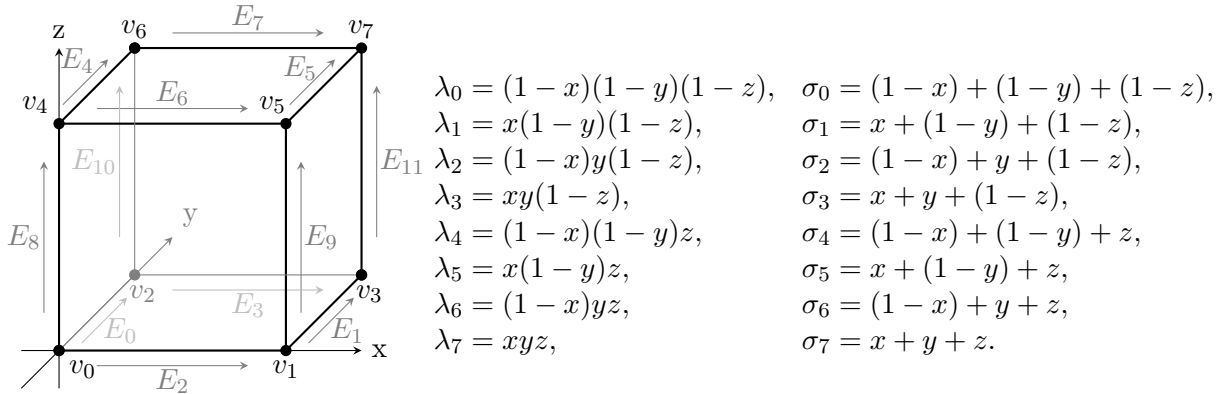 z
v₆
E₇
v₇
E₄
E₅
v₄
E₆
v₅
E₁₀
E₁₁
y
E₈
E₉
v₂
v₃
E₃
E₀
E₁
v₀
v₁
x
E₂
λ₀ = (1 − x)(1 − y)(1 − z), σ₀ = (1 − x) + (1 − y) + (1 − z),
λ₁ = x(1 − y)(1 − z), σ₁ = x + (1 − y) + (1 − z),
λ₂ = (1 − x)y(1 − z), σ₂ = (1 − x) + y + (1 − z),
λ₃ = xy(1 − z), σ₃ = x + y + (1 − z),
λ₄ = (1 − x)(1 − y)z, σ₄ = (1 − x) + (1 − y) + z,
λ₅ = x(1 − y)z, σ₅ = x + (1 − y) + z,
λ₆ = (1 − x)yz, σ₆ = (1 − x) + y + z,
λ₇ = xyz, σ₇ = x + y + z.